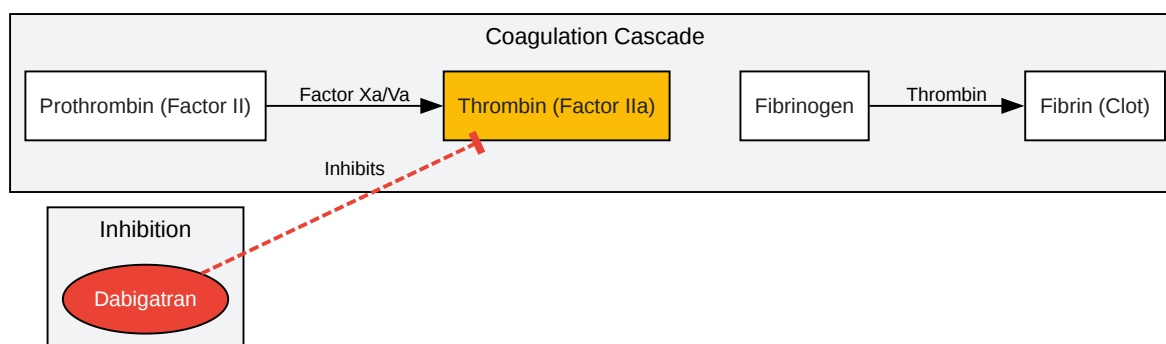 Coagulation Cascade
Prothrombin (Factor II)
Factor Xa/Va
Thrombin (Factor IIa)
Fibrinogen
Thrombin
Fibrin (Clot)
Inhibits
Inhibition
Dabigatran